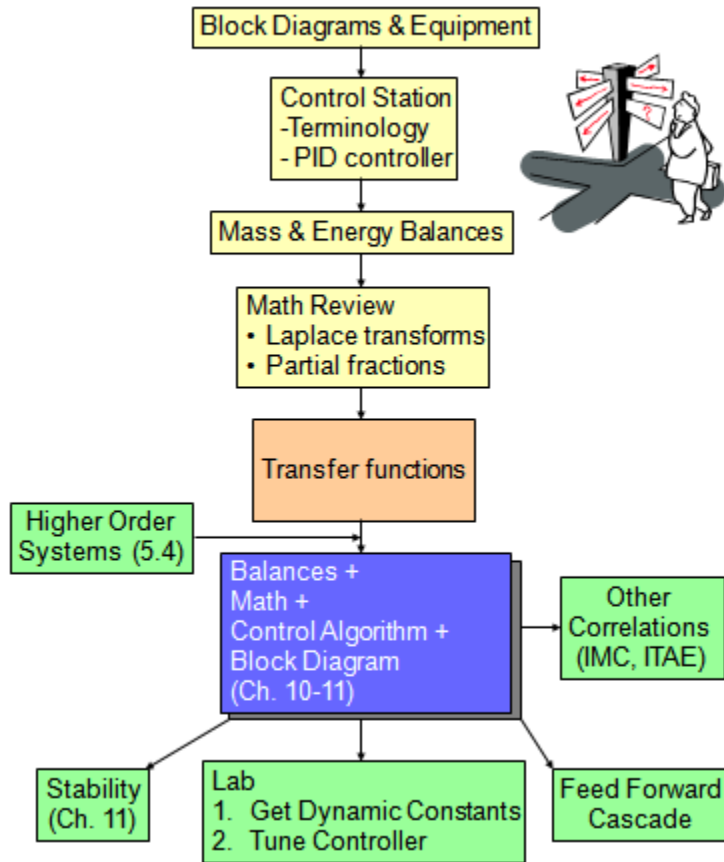 Block Diagrams & Equipment
Control Station
-Terminology
- PID controller
Mass & Energy Balances
Math Review
• Laplace transforms
• Partial fractions
Transfer functions
Higher Order
Systems (5.4)
Balances +
Math +
Control Algorithm +
Block Diagram
(Ch. 10-11)
Other
Correlations
(IMC, ITAE)
Stability
(Ch. 11)
Lab
1. Get Dynamic Constants
2. Tune Controller
Feed Forward
Cascade
?